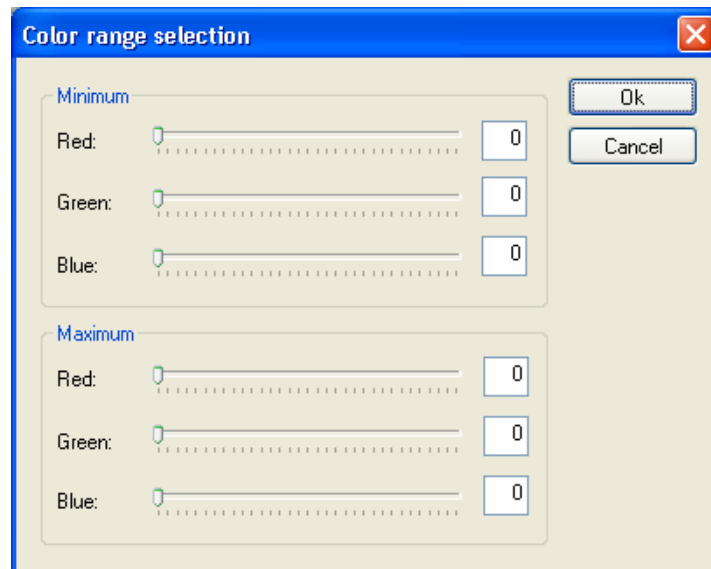 Color range selection
Minimum
Ok
Red: 0
Cancel
Green: 0
Blue: 0
Maximum
Red: 0
Green: 0
Blue: 0